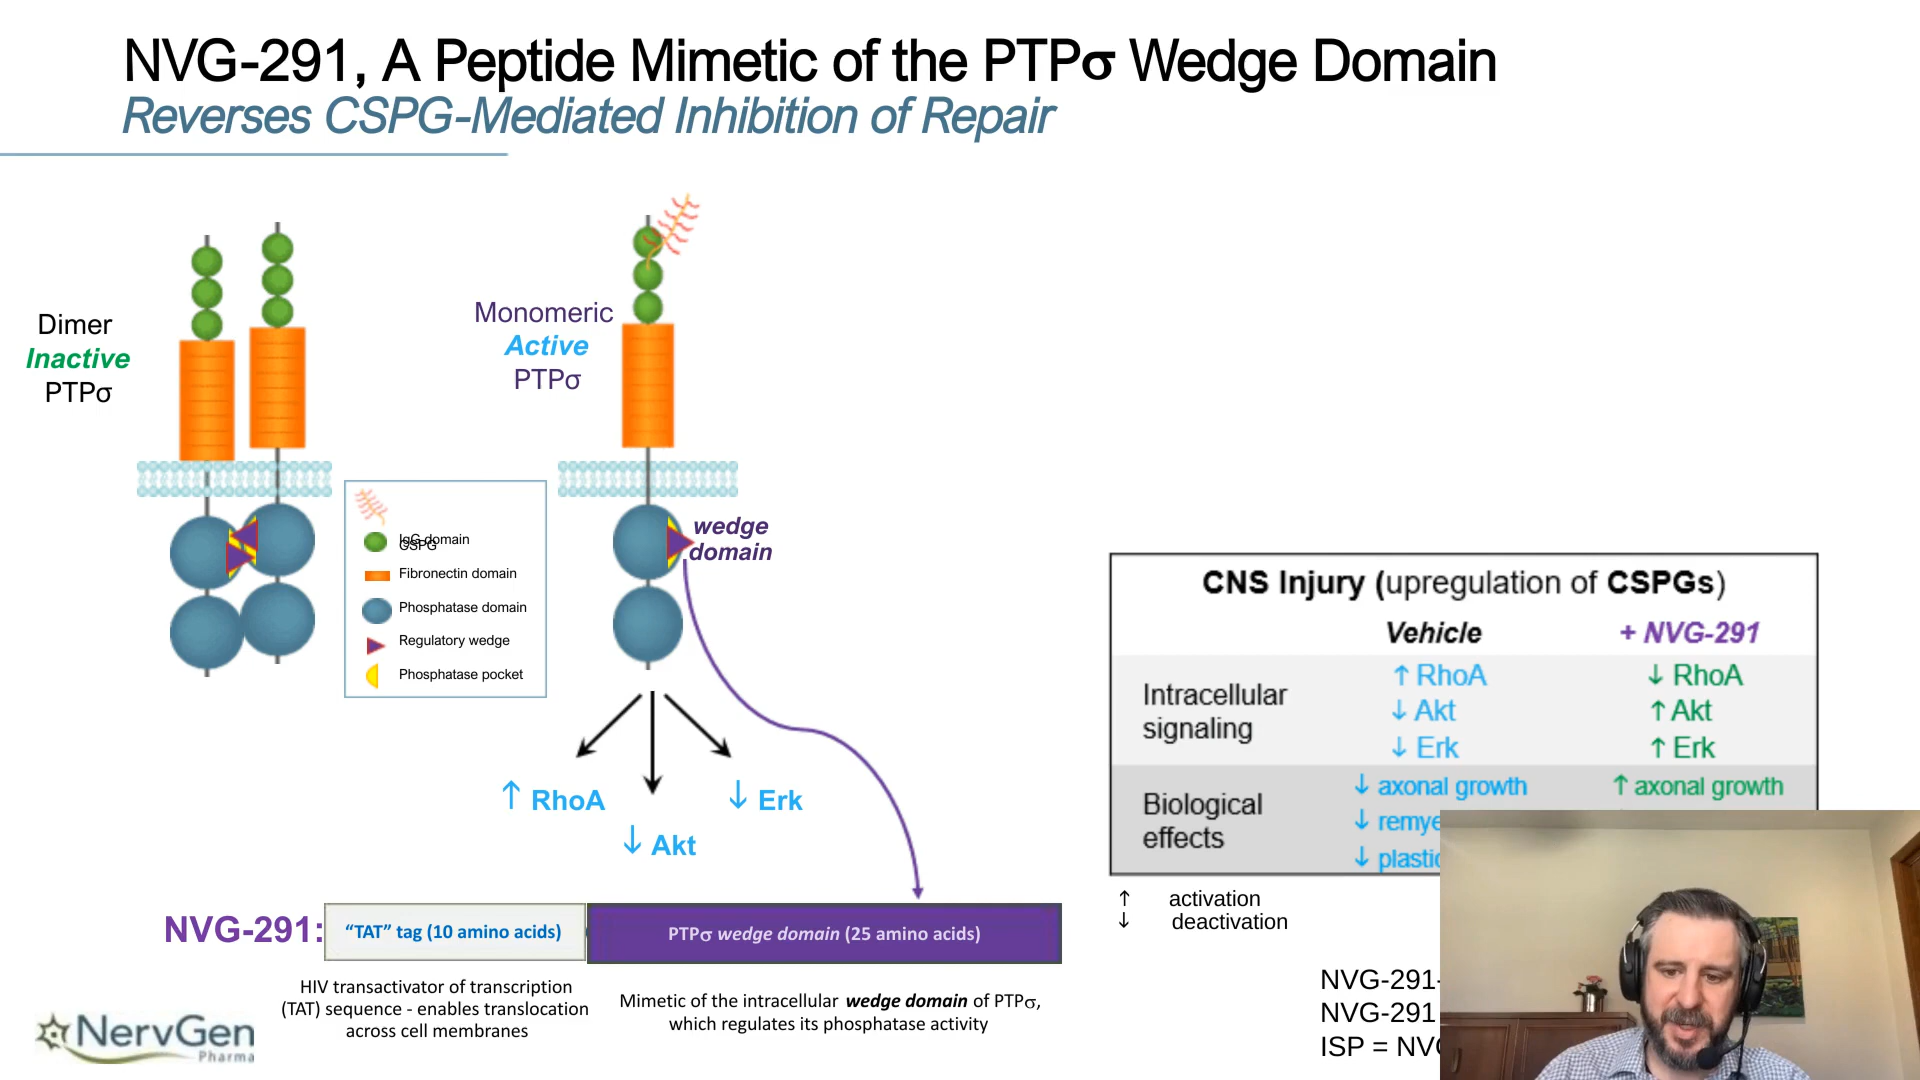 NVG-291, A Peptide Mimetic of the PTPσ Wedge Domain
Reverses CSPG-Mediated Inhibition of Repair
Dimer
Inactive
PTPσ
Monomeric
Active
PTPσ
wedge
domain
IgG domain
CSPG
Fibronectin domain
Phosphatase domain
Regulatory wedge
Phosphatase pocket
↑ RhoA
↓ Akt
↓ Erk
CNS Injury (upregulation of CSPGs)
Vehicle + NVG-291
Intracellular
signaling
↑ RhoA ↓ RhoA
↓ Akt ↑ Akt
↓ Erk ↑ Erk
Biological
effects
↓ axonal growth ↑ axonal growth
↓
↓
↑ activation
↓ deactivation
NVG-291:
“TAT” tag (10 amino acids)
PTPσ wedge domain (25 amino acids)
HIV transactivator of transcription
(TAT) sequence - enables translocation
across cell membranes
Mimetic of the intracellular wedge domain of PTPσ,
which regulates its phosphatase activity
NVG-291-
NVG-291
ISP =
NervGen
Pharma